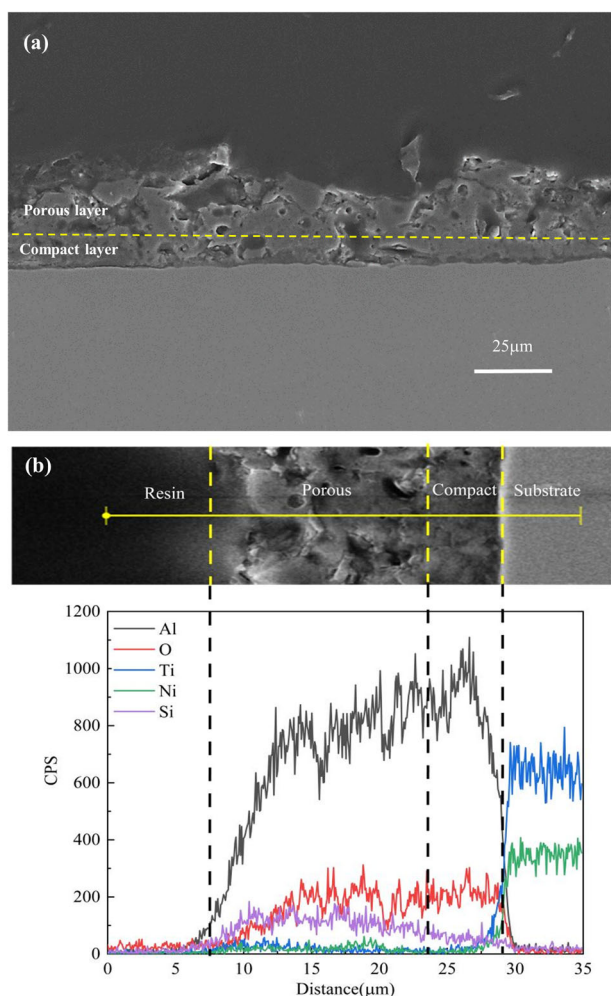 (a)
Porous layer
Compact layer
25μm
(b)
Resin
Porous
Compact
Substrate
1200
1000
800
600
400
200
0
CPS
Al
O
Ti
Ni
Si
0 5 10 15 20 25 30 35
Distance(μm)